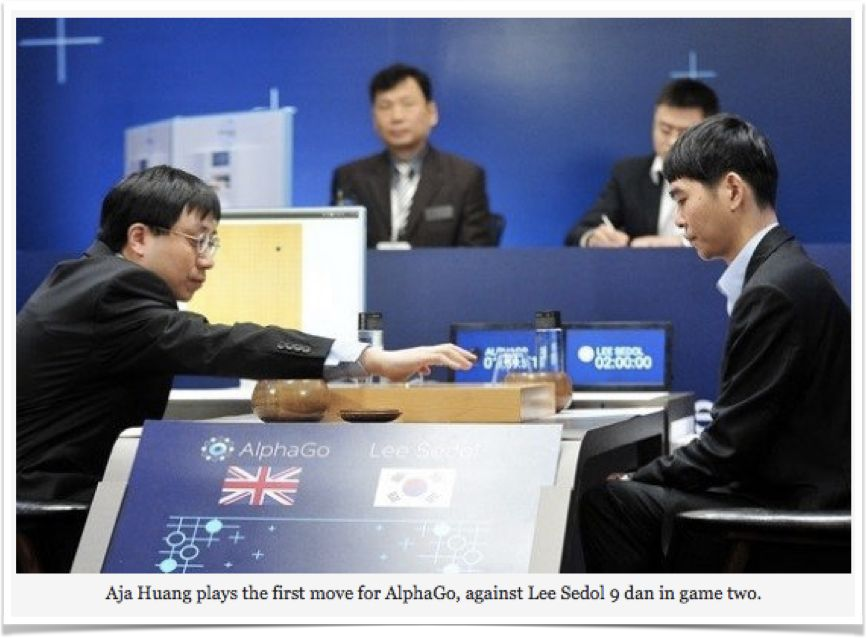 ALPHAGO
LEE SEDOL
02:00:00
AlphaGo
Lee Sedol
Aja Huang plays the first move for AlphaGo, against Lee Sedol 9 dan in game two.